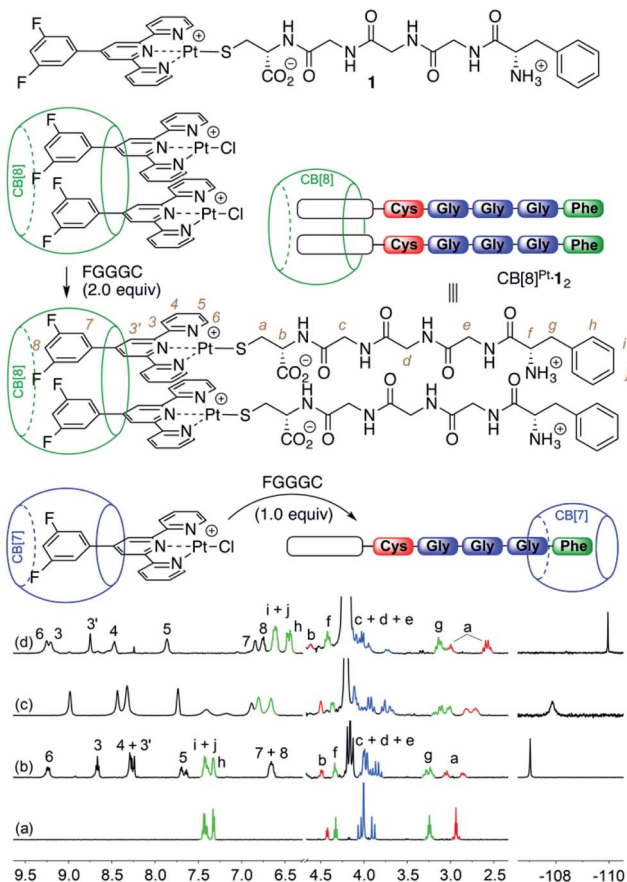 F
F
N
N
N
Pt
⊕
S
H
N
O
O
N
H
H
N
O
O
N
H
CO2 ⊖
NH3 ⊕
1
CB[8]
F
F
N
N
N
Pt
⊕
Cl
F
F
N
N
N
Pt
⊕
Cl
CB[8]
Cys Gly Gly Gly Phe
Cys Gly Gly Gly Phe
CB[8]Pt·12
FGGGC
(2.0 equiv)
CB[8]
8 7 3' 3 4 5 6 a b c d e f g h i j
F
F
N
N
N
Pt
⊕
S
H
N
O
O
N
H
H
N
O
O
N
H
CO2 ⊖
NH3 ⊕
F
F
N
N
N
Pt
⊕
S
H
N
O
O
N
H
H
N
O
O
N
H
CO2 ⊖
NH3 ⊕
CB[7]
F
F
N
N
N
Pt
⊕
Cl
FGGGC
(1.0 equiv)
CB[7]
Cys Gly Gly Gly Phe
(d) 6 3 3' 4 5 7 8 i + j h b f c + d + e g a
(c)
(b) 6 3 4 + 3' 5 i + j h 7 + 8 b f c + d + e g a
(a)
9.5 9.0 8.5 8.0 7.5 7.0 6.5 4.5 4.0 3.5 3.0 2.5 -108 -110